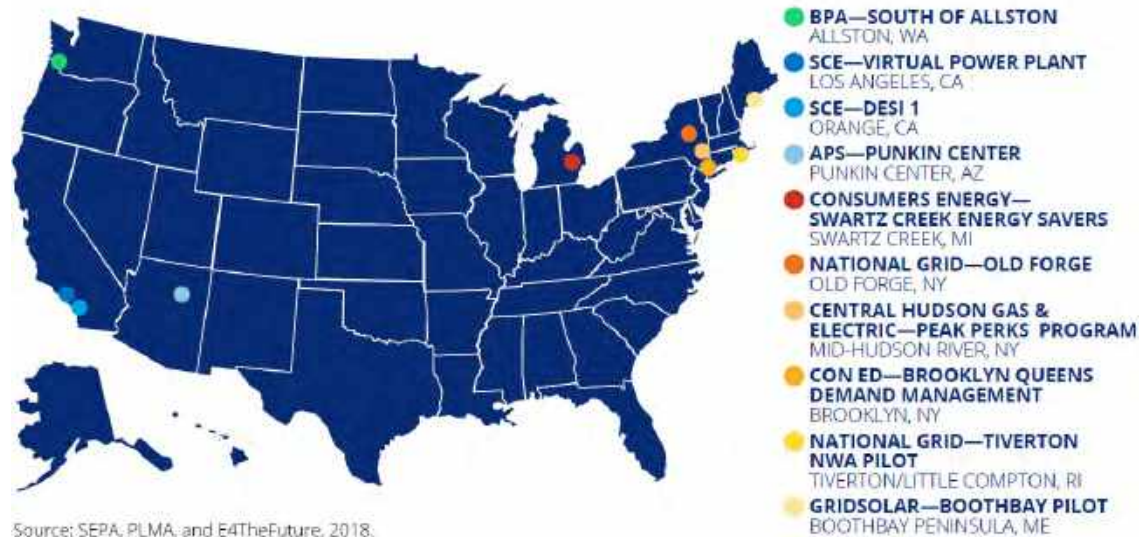 BPA—SOUTH OF ALLSTON
ALLSTON, WA
SCE—VIRTUAL POWER PLANT
LOS ANGELES, CA
SCE—DESI 1
ORANGE, CA
APS—PUNKIN CENTER
PUNKIN CENTER, AZ
CONSUMERS ENERGY—
SWARTZ CREEK ENERGY SAVERS
SWARTZ CREEK, MI
NATIONAL GRID—OLD FORGE
OLD FORGE, NY
CENTRAL HUDSON GAS &
ELECTRIC—PEAK PERKS PROGRAM
MID-HUDSON RIVER, NY
CON ED—BROOKLYN QUEENS
DEMAND MANAGEMENT
BROOKLYN, NY
NATIONAL GRID—TIVERTON
NWA PILOT
TIVERTON/LITTLE COMPTON, RI
GRIDSOLAR—BOOTHBAY PILOT
BOOTHBAY PENINSULA, ME
Source: SEPA, PLMA, and E4TheFuture, 2018.